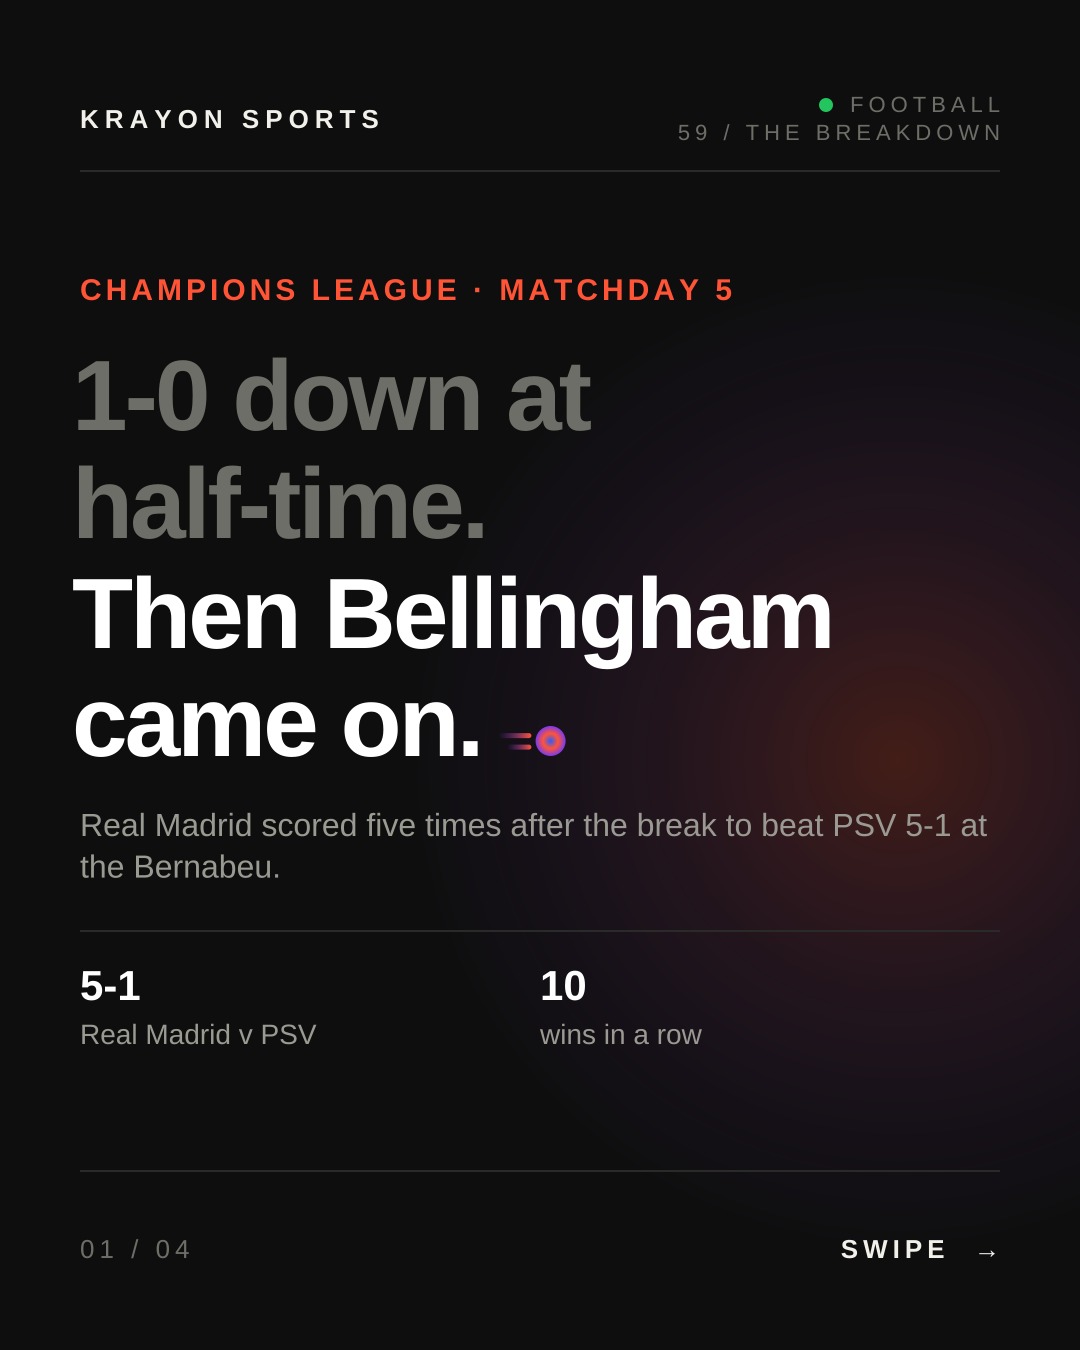 KRAYON SPORTS
FOOTBALL
59 / THE BREAKDOWN
CHAMPIONS LEAGUE · MATCHDAY 5
1-0 down at
half-time.
Then Bellingham
came on.
Real Madrid scored five times after the break to beat PSV 5-1 at
the Bernabeu.
5-1
Real Madrid v PSV
10
wins in a row
01 / 04
SWIPE →